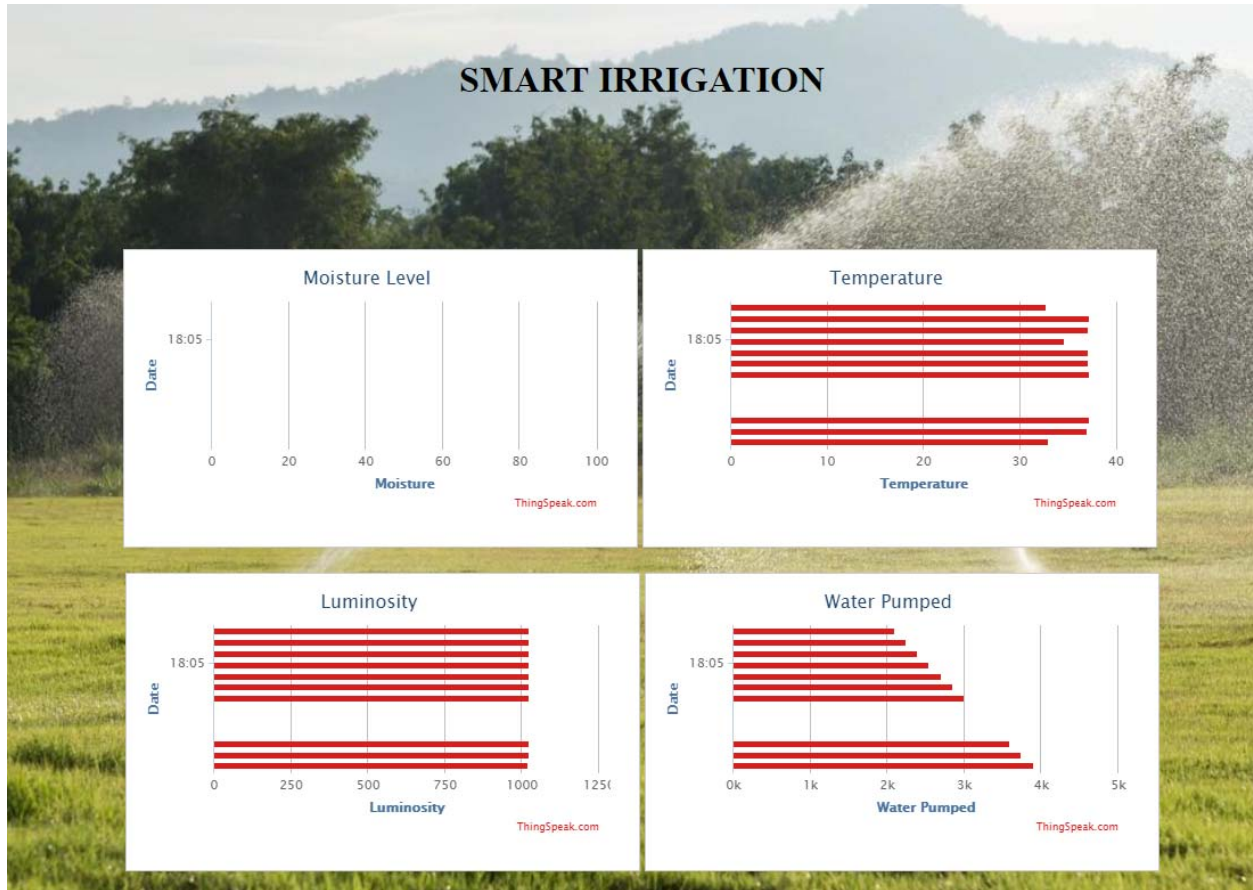 SMART IRRIGATION
Moisture Level
18:05
Date
0 20 40 60 80 100
Moisture
ThingSpeak.com
Temperature
18:05
Date
0 10 20 30 40
Temperature
ThingSpeak.com
Luminosity
18:05
Date
0 250 500 750 1000 125
Luminosity
ThingSpeak.com
Water Pumped
18:05
Date
0k 1k 2k 3k 4k 5k
Water Pumped
ThingSpeak.com